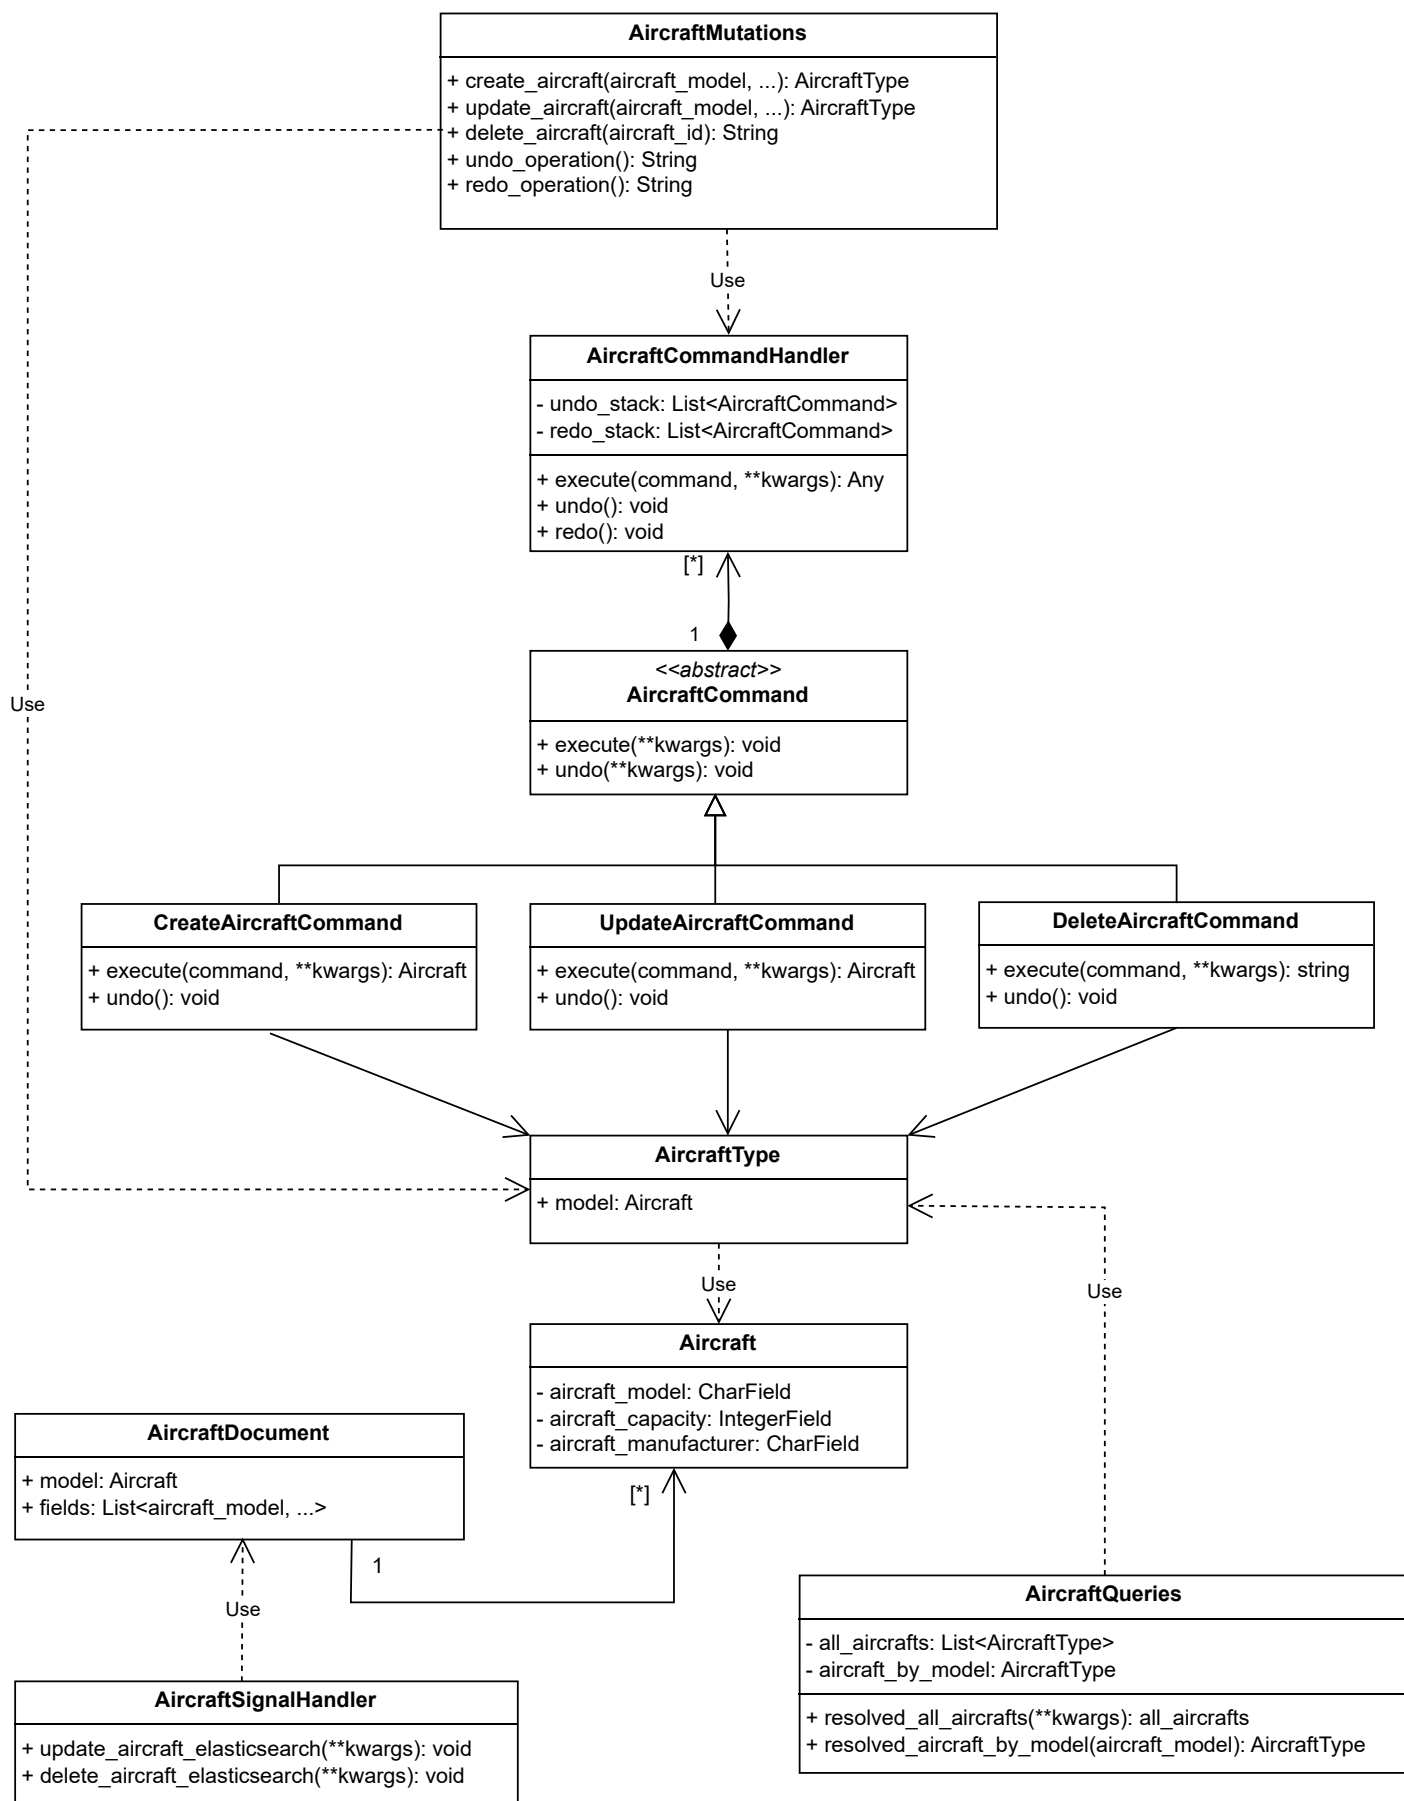 AircraftMutations
+ create_aircraft(aircraft_model, ...): AircraftType
+ update_aircraft(aircraft_model, ...): AircraftType
+ delete_aircraft(aircraft_id): String
+ undo_operation(): String
+ redo_operation(): String
Use
AircraftCommandHandler
- undo_stack: List<AircraftCommand>
- redo_stack: List<AircraftCommand>
+ execute(command, **kwargs): Any
+ undo(): void
+ redo(): void
[*]
1
<<abstract>>
AircraftCommand
+ execute(**kwargs): void
+ undo(**kwargs): void
Use
CreateAircraftCommand
+ execute(command, **kwargs): Aircraft
+ undo(): void
UpdateAircraftCommand
+ execute(command, **kwargs): Aircraft
+ undo(): void
DeleteAircraftCommand
+ execute(command, **kwargs): string
+ undo(): void
AircraftType
+ model: Aircraft
Use
Use
Aircraft
- aircraft_model: CharField
- aircraft_capacity: IntegerField
- aircraft_manufacturer: CharField
[*]
AircraftDocument
+ model: Aircraft
+ fields: List<aircraft_model, ...>
1
Use
AircraftSignalHandler
+ update_aircraft_elasticsearch(**kwargs): void
+ delete_aircraft_elasticsearch(**kwargs): void
AircraftQueries
- all_aircrafts: List<AircraftType>
- aircraft_by_model: AircraftType
+ resolved_all_aircrafts(**kwargs): all_aircrafts
+ resolved_aircraft_by_model(aircraft_model): AircraftType